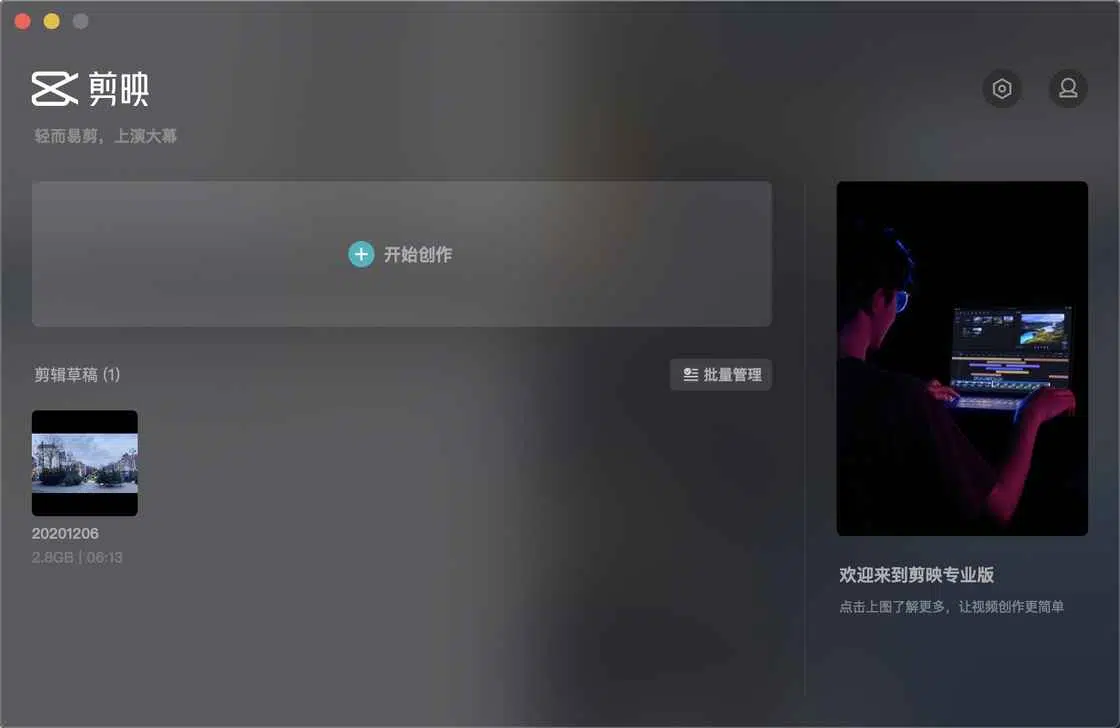 剪映
轻而易剪，上演大幕
开始创作
剪辑草稿 (1)
批量管理
20201206
2.8GB | 06:13
欢迎来到剪映专业版
点击上图了解更多，让视频创作更简单